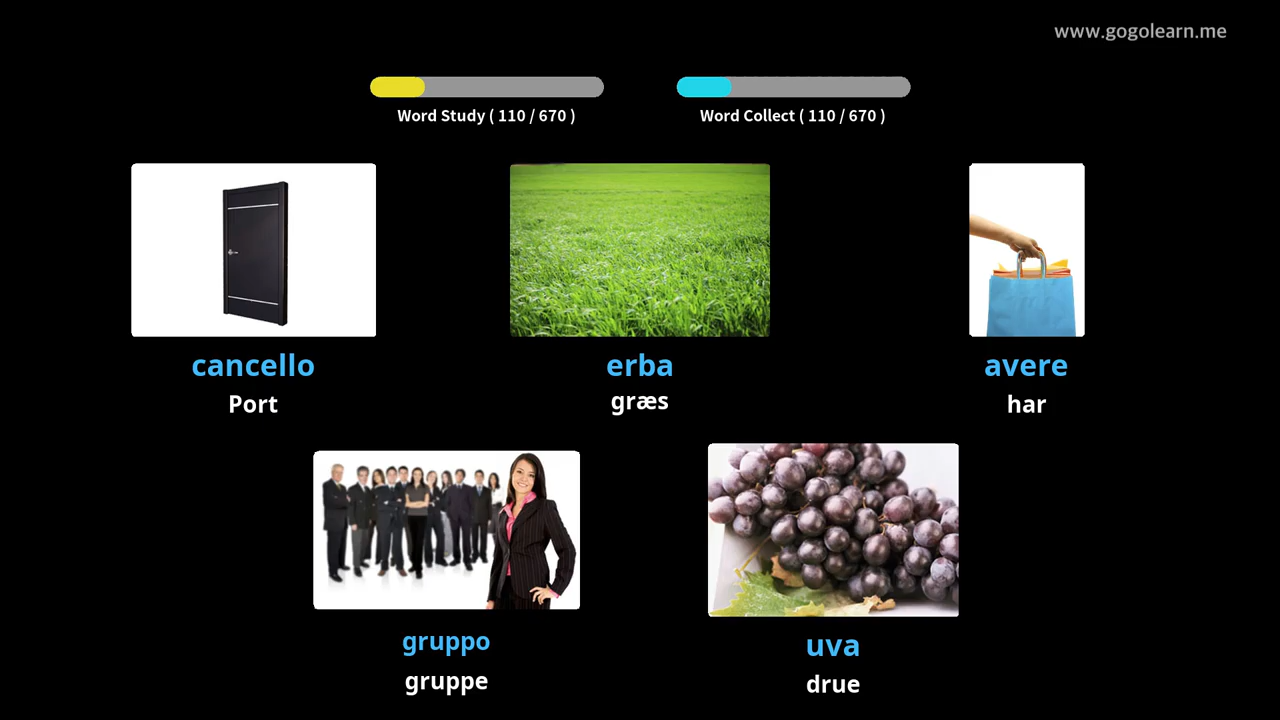 www.gogolearn.me
Word Study ( 110 / 670 )
Word Collect ( 110 / 670 )
cancello
Port
erba
græs
avere
har
gruppo
gruppe
uva
drue